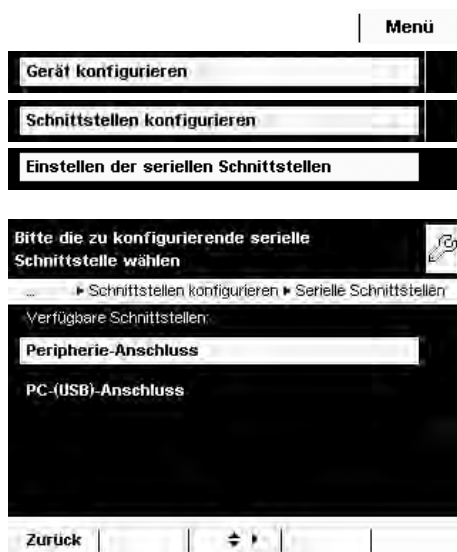 Menü
Gerät konfigurieren
Schnittstellen konfigurieren
Einstellen der seriellen Schnittstellen
Bitte die zu konfigurierende serielle
Schnittstelle wählen
... ▸ Schnittstellen konfigurieren ▸ Serielle Schnittstellen
Verfügbare Schnittstellen:
Peripherie-Anschluss
PC-(USB)-Anschluss
Zurück